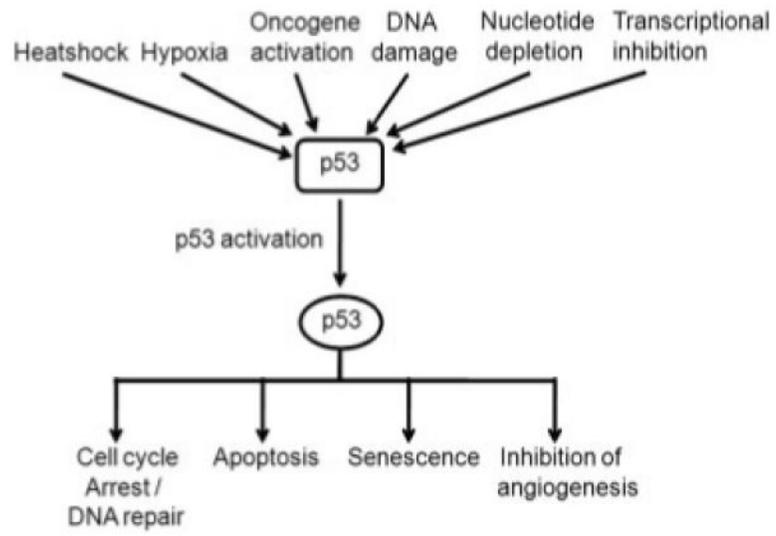 Heatshock
Hypoxia
Oncogene
activation
DNA
damage
Nucleotide
depletion
Transcriptional
inhibition
p53
p53 activation
p53
Cell cycle
Arrest /
DNA repair
Apoptosis
Senescence
Inhibition of
angiogenesis